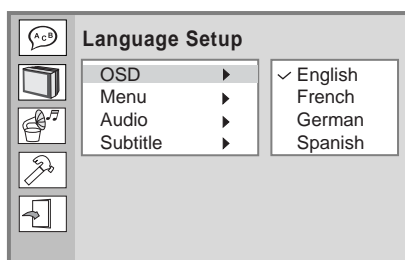 A C B
Language Setup
OSD
Menu
Audio
Subtitle
✓ English
French
German
Spanish